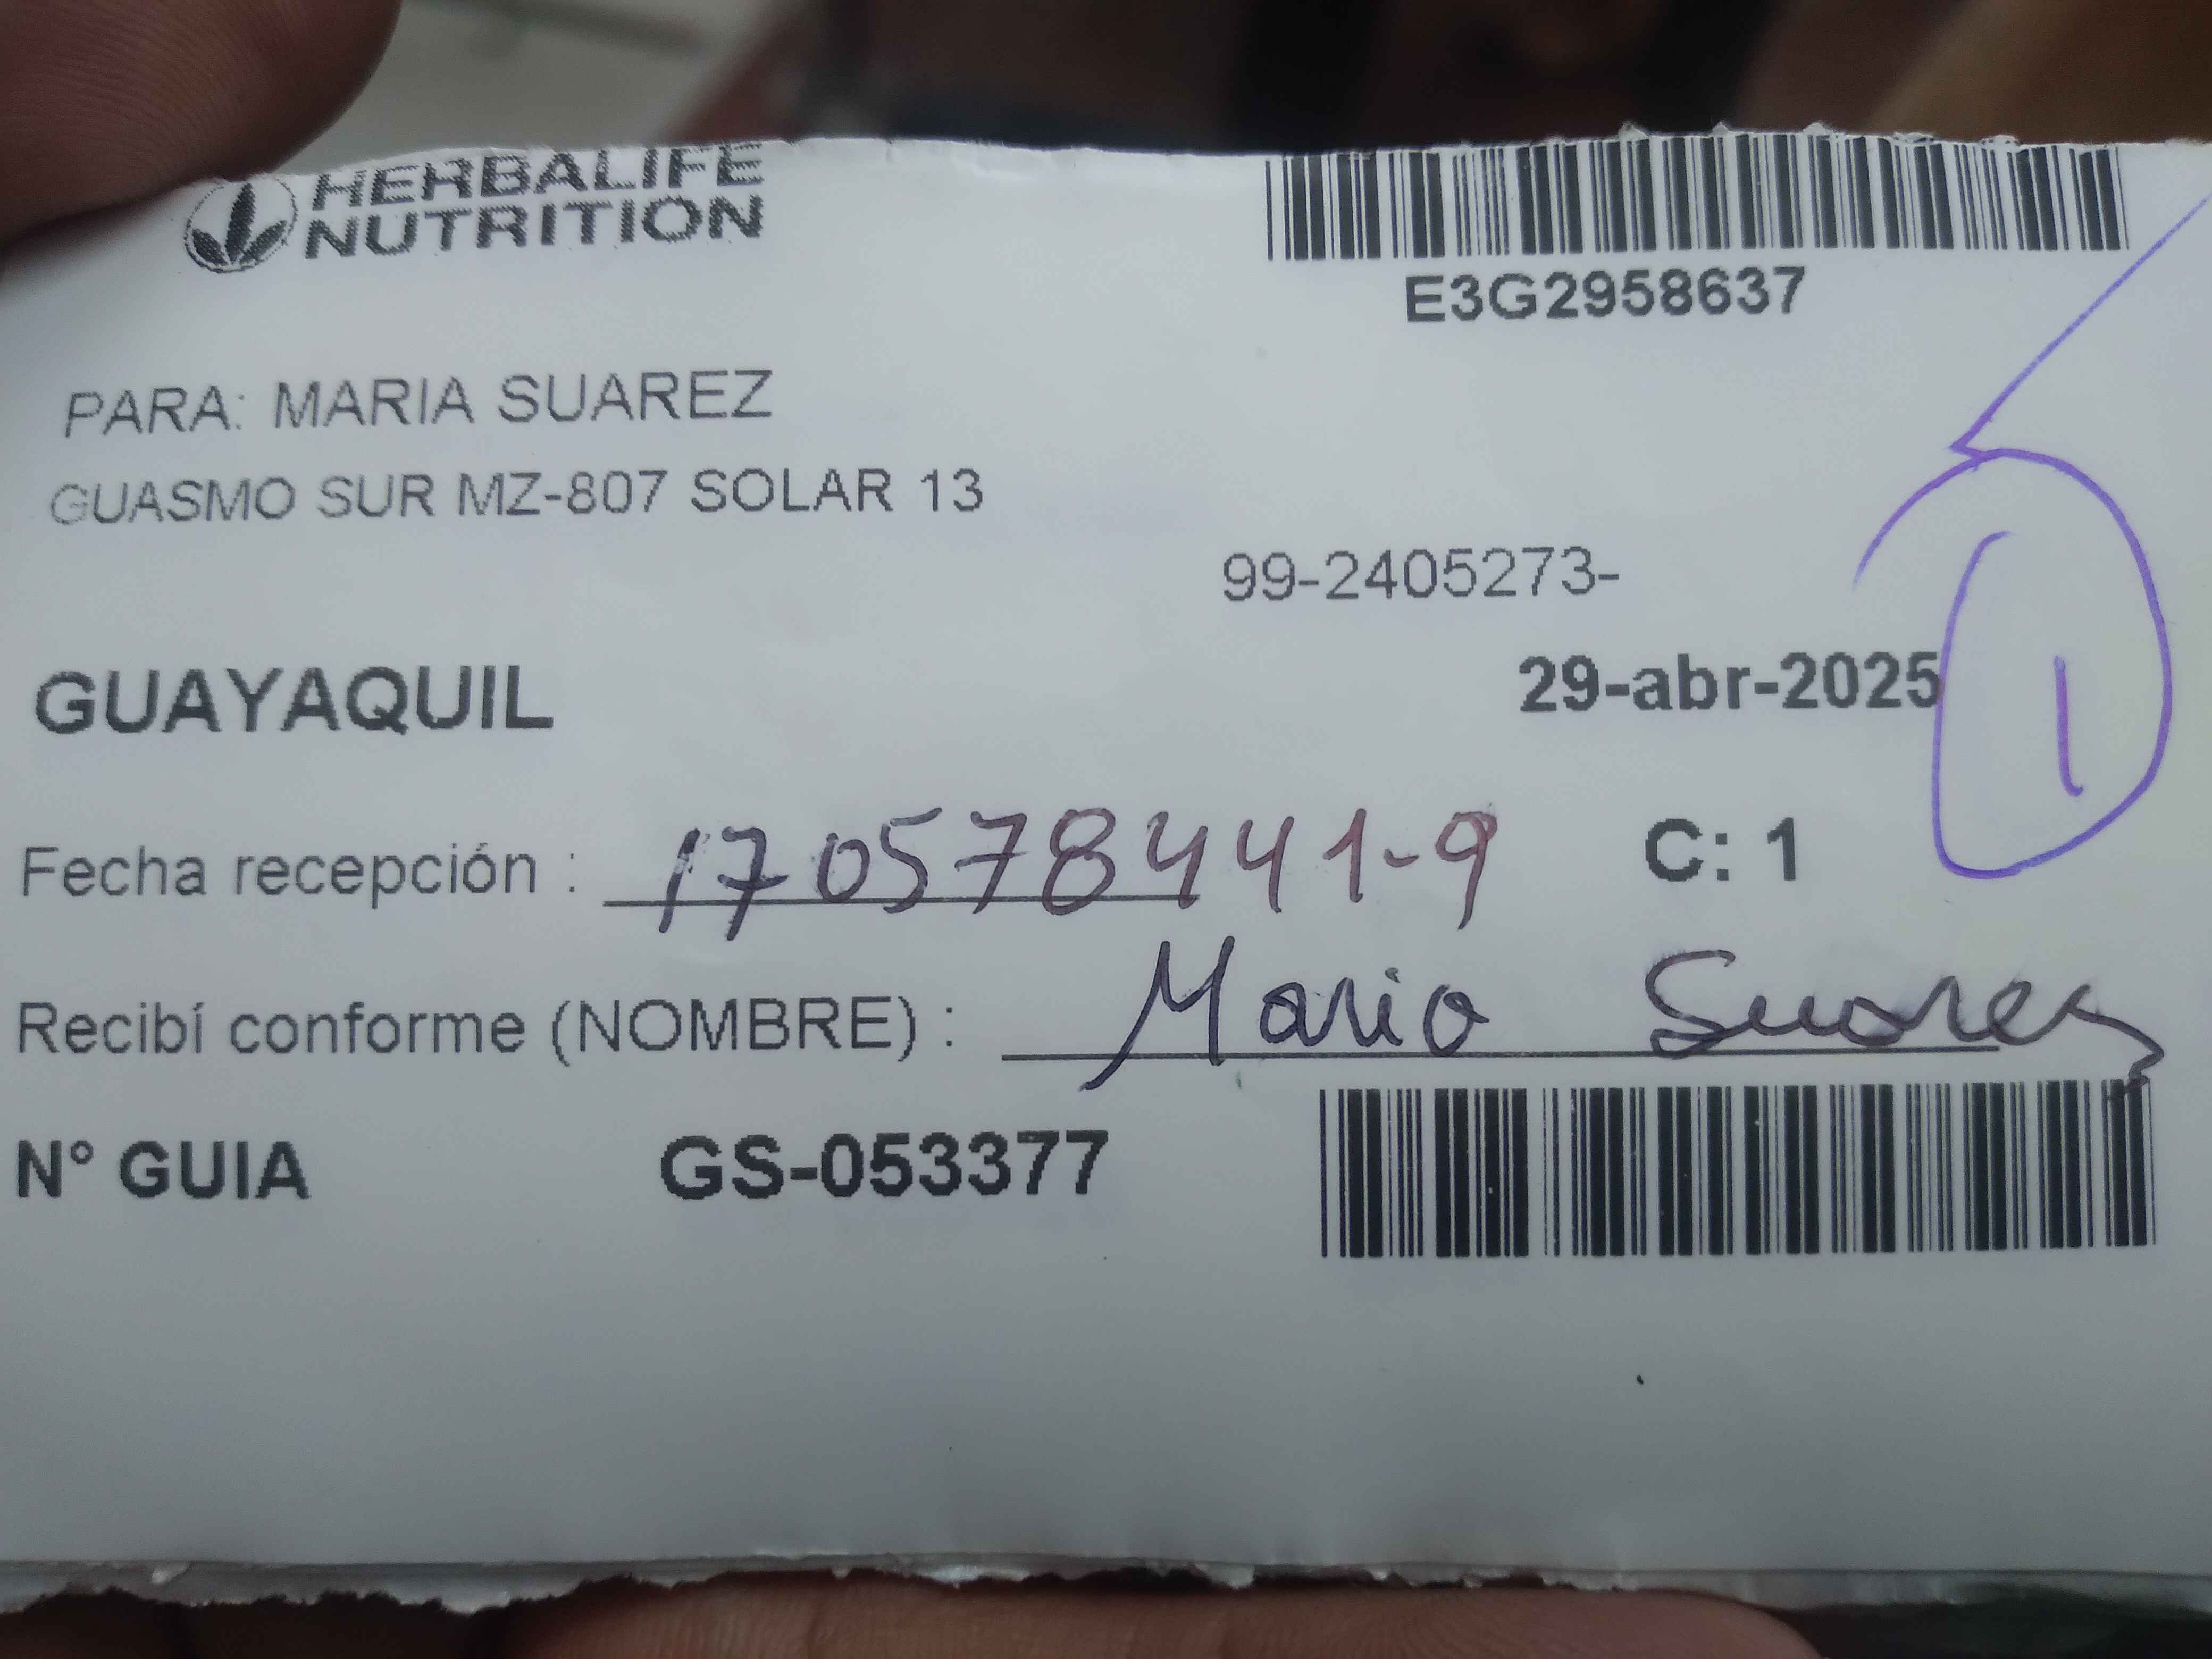 HERBALIFE
NUTRITION
E3G2958637
PARA: MARIA SUAREZ
GUASMO SUR MZ-807 SOLAR 13
99-2405273-
GUAYAQUIL 29-abr-2025
1
Fecha recepción : 170578441-9 C: 1
Recibí conforme (NOMBRE) : Mario Suarez
N° GUIA GS-053377